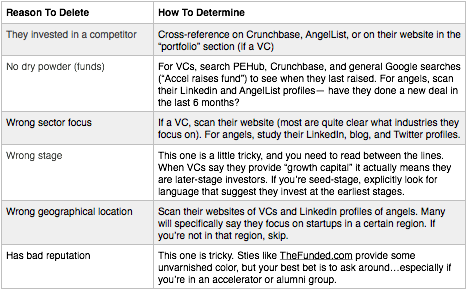 Reason To Delete
How To Determine
They invested in a competitor
Cross-reference on Crunchbase, AngelList, or on their website in the
“portfolio” section (if a VC)
No dry powder (funds)
For VCs, search PEHub, Crunchbase, and general Google searches
(“Accel raises fund”) to see when they last raised. For angels, scan
their Linkedin and AngelList profiles— have they done a new deal in
the last 6 months?
Wrong sector focus
If a VC, scan their website (most are quite clear what industries they
focus on). For angels, study their LinkedIn, blog, and Twitter profiles.
Wrong stage
This one is a little tricky, and you need to read between the lines.
When VCs say they provide “growth capital” it actually means they
are later-stage investors. If you’re seed-stage, explicitly look for
language that suggest they invest at the earliest stages.
Wrong geographical location
Scan their websites of VCs and Linkedin profiles of angels. Many
will specifically say they focus on startups in a certain region. If
you’re not in that region, skip.
Has bad reputation
This one is tricky. Sties like TheFunded.com provide some
unvarnished color, but your best bet is to ask around…especially if
you’re in an accelerator or alumni group.